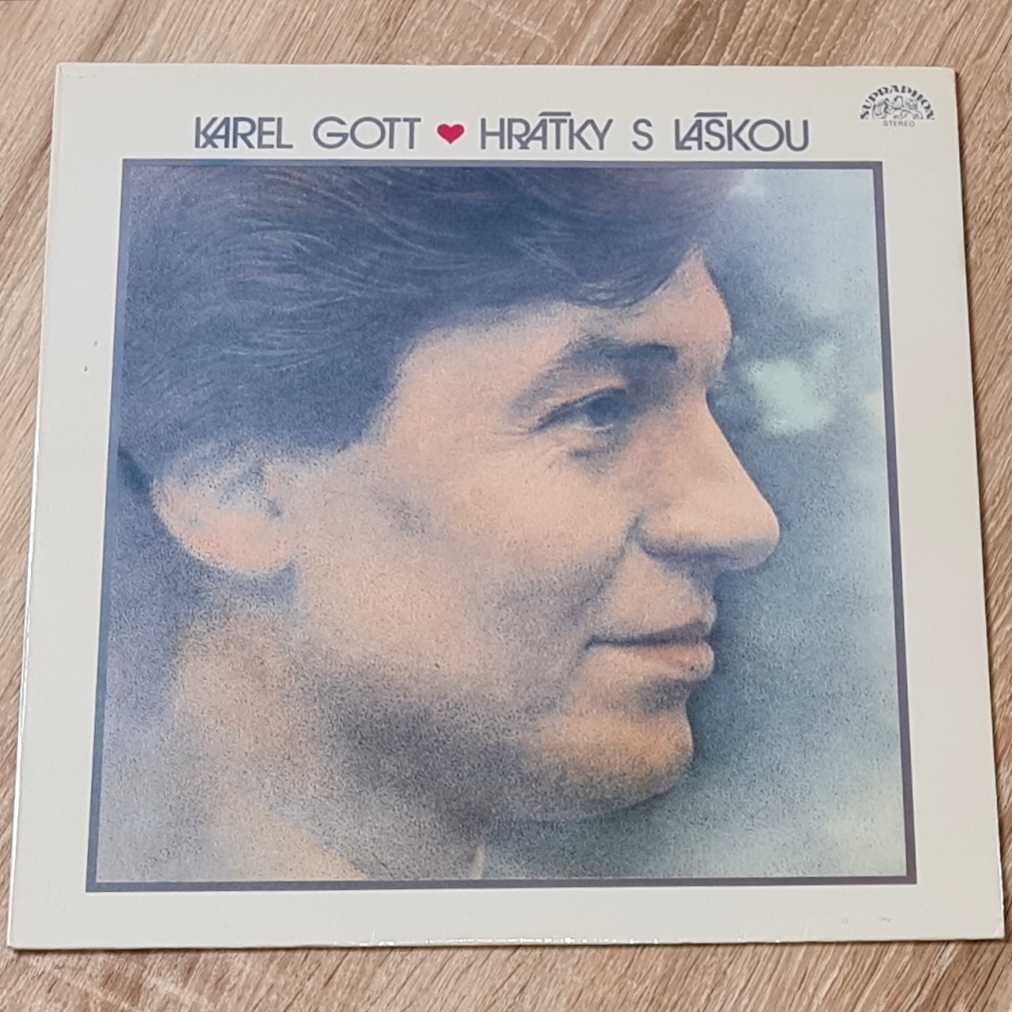 KAREL GOTT ♥ HRÁTKY S LÁSKOU
SUPRAPHON
STEREO